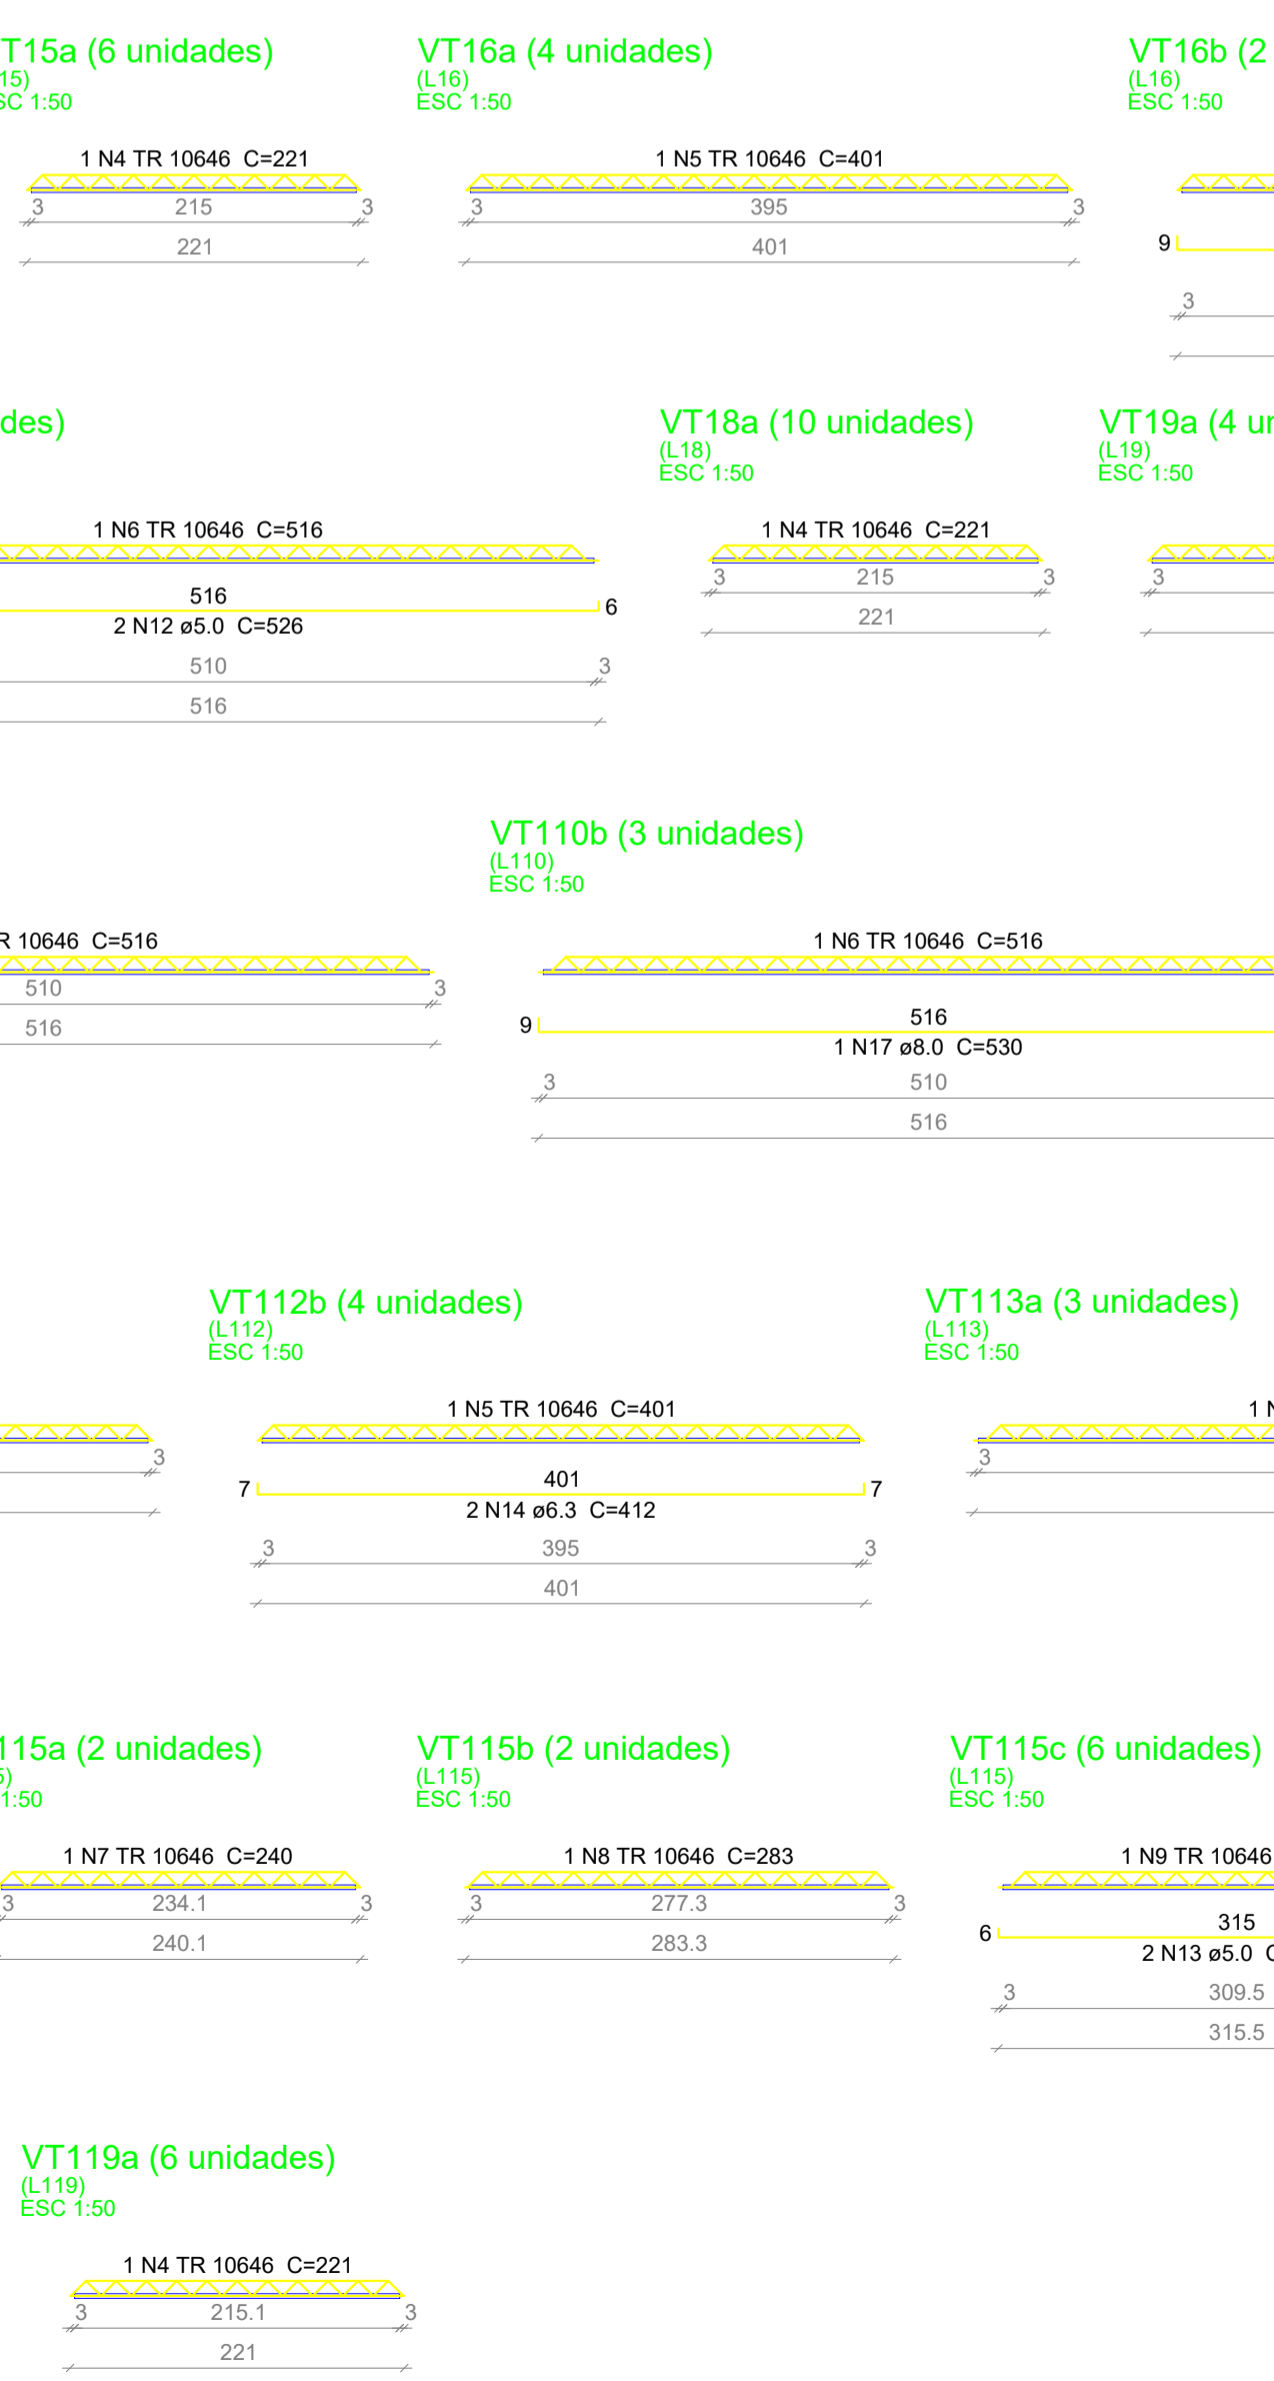 T15a (6 unidades)
15)
SC 1:50
1 N4 TR 10646 C=221
3 215 3
221
VT16a (4 unidades)
(L16)
ESC 1:50
1 N5 TR 10646 C=401
3 395 3
401
VT16b (2
(L16)
ESC 1:50
9
3
des)
1 N6 TR 10646 C=516
516
6
2 N12 ø5.0 C=526
510 3
516
VT18a (10 unidades)
(L18)
ESC 1:50
1 N4 TR 10646 C=221
3 215 3
221
VT19a (4 un
(L19)
ESC 1:50
3
R 10646 C=516
510 3
516
VT110b (3 unidades)
(L110)
ESC 1:50
1 N6 TR 10646 C=516
9
516
1 N17 ø8.0 C=530
3 510
516
3
VT112b (4 unidades)
(L112)
ESC 1:50
1 N5 TR 10646 C=401
7 401 7
2 N14 ø6.3 C=412
3 395 3
401
VT113a (3 unidades)
(L113)
ESC 1:50
1 N
3
115a (2 unidades)
5)
1:50
1 N7 TR 10646 C=240
3 234.1 3
240.1
VT115b (2 unidades)
(L115)
ESC 1:50
1 N8 TR 10646 C=283
3 277.3 3
283.3
VT115c (6 unidades)
(L115)
ESC 1:50
1 N9 TR 10646
6 315
2 N13 ø5.0
3 309.5
315.5
VT119a (6 unidades)
(L119)
ESC 1:50
1 N4 TR 10646 C=221
3 215.1 3
221